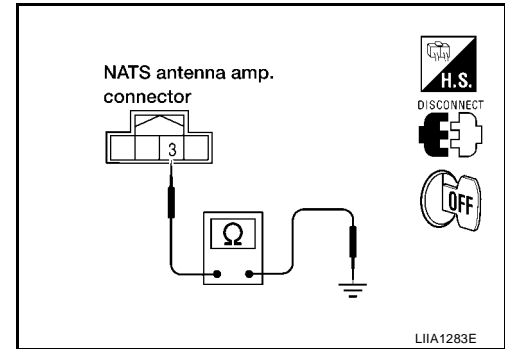 NATS antenna amp.
connector
3
Ω
H.S.
DISCONNECT
OFF
LIIA1283E